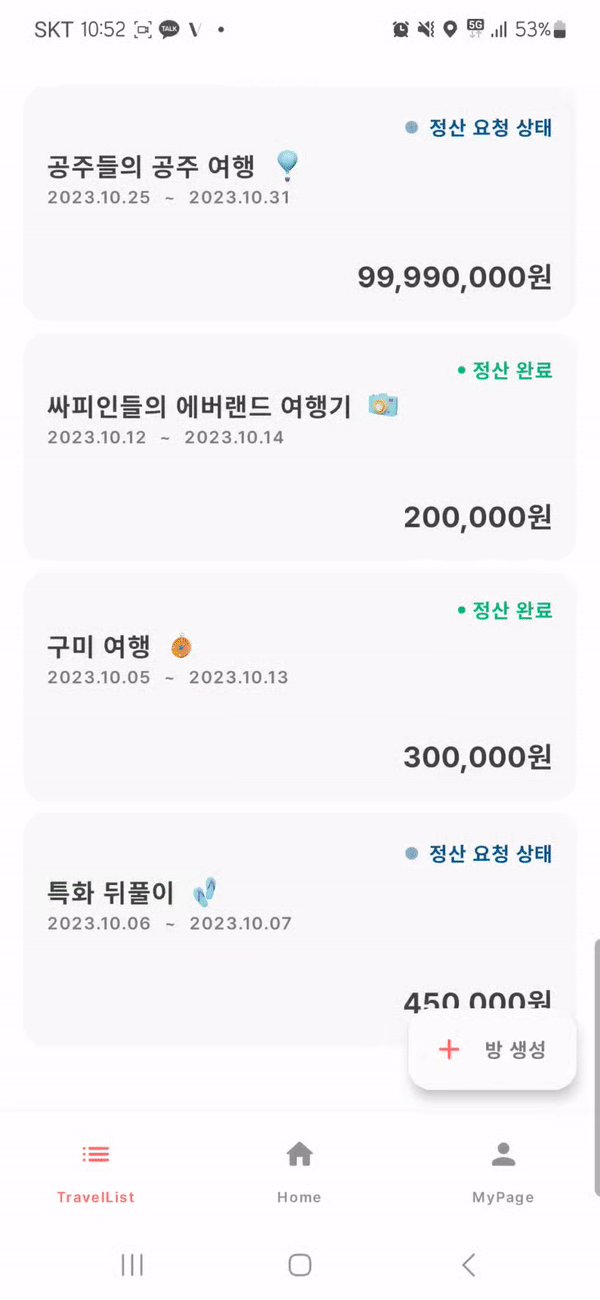 SKT 10:52 TALK V • 5G 53%
정산 요청 상태
공주들의 공주 여행
2023.10.25 ~ 2023.10.31
99,990,000원
정산 완료
싸피인들의 에버랜드 여행기
2023.10.12 ~ 2023.10.14
200,000원
정산 완료
구미 여행
2023.10.05 ~ 2023.10.13
300,000원
정산 요청 상태
특화 뒤풀이
2023.10.06 ~ 2023.10.07
450,000원
+ 방 생성
TravelList Home MyPage